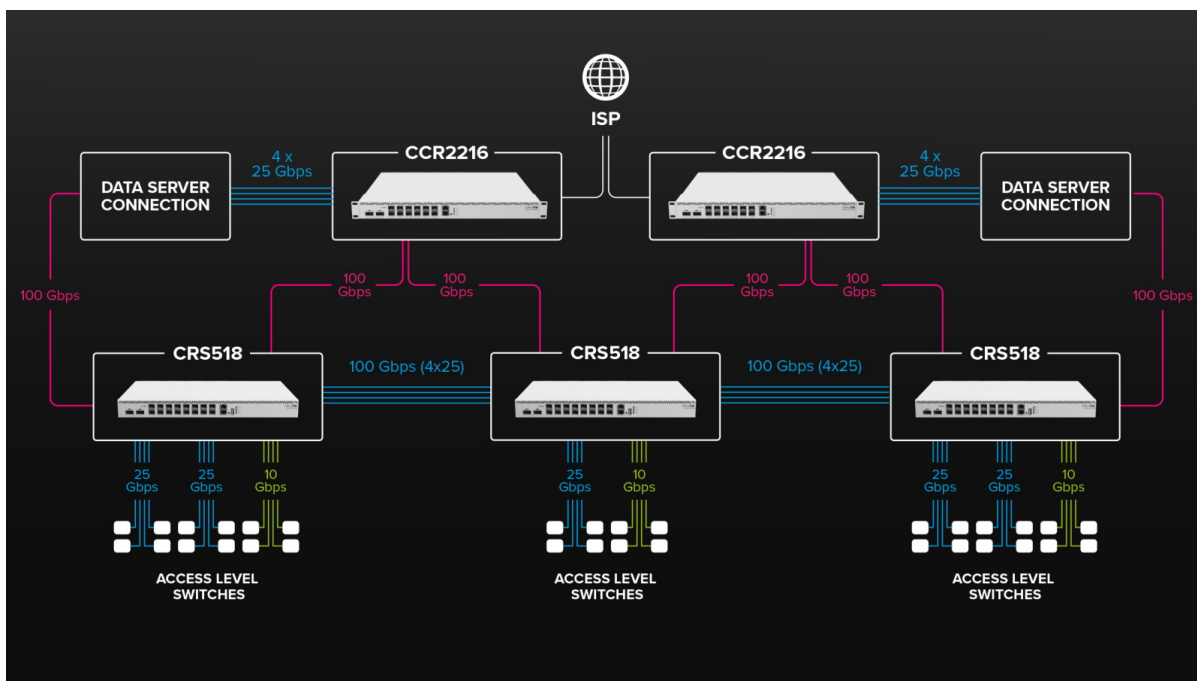 ISP
CCR2216
CCR2216
DATA SERVER
CONNECTION
4 x
25 Gbps
4 x
25 Gbps
DATA SERVER
CONNECTION
100 Gbps
100
Gbps
100
Gbps
100
Gbps
100
Gbps
100 Gbps
CRS518
100 Gbps (4x25)
CRS518
100 Gbps (4x25)
CRS518
25
Gbps
25
Gbps
10
Gbps
25
Gbps
10
Gbps
25
Gbps
25
Gbps
10
Gbps
ACCESS LEVEL
SWITCHES
ACCESS LEVEL
SWITCHES
ACCESS LEVEL
SWITCHES